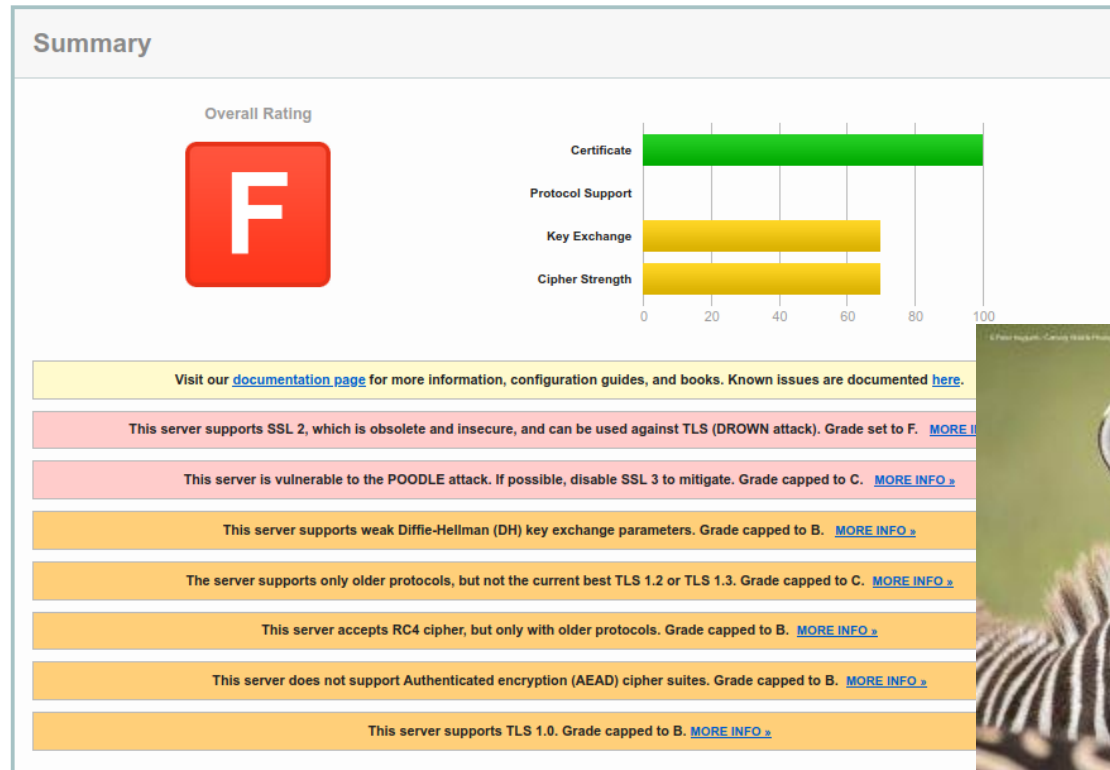 Summary
Overall Rating
F
Certificate
Protocol Support
Key Exchange
Cipher Strength
0 20 40 60 80 100
Visit our documentation page for more information, configuration guides, and books. Known issues are documented here.
This server supports SSL 2, which is obsolete and insecure, and can be used against TLS (DROWN attack). Grade set to F. MORE
This server is vulnerable to the POODLE attack. If possible, disable SSL 3 to mitigate. Grade capped to C. MORE INFO »
This server supports weak Diffie-Hellman (DH) key exchange parameters. Grade capped to B. MORE INFO »
The server supports only older protocols, but not the current best TLS 1.2 or TLS 1.3. Grade capped to C. MORE INFO »
This server accepts RC4 cipher, but only with older protocols. Grade capped to B. MORE INFO »
This server does not support Authenticated encryption (AEAD) cipher suites. Grade capped to B. MORE INFO »
This server supports TLS 1.0. Grade capped to B. MORE INFO »